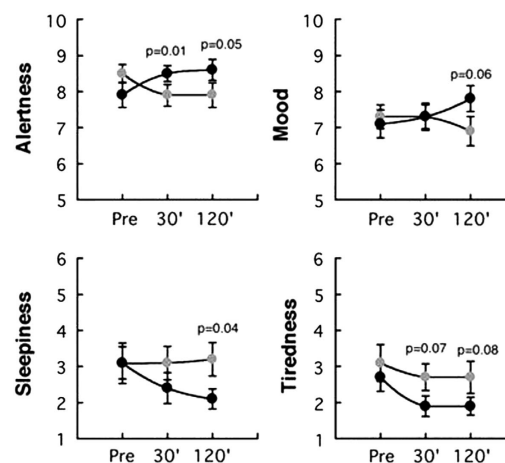 Alertness
10
9
8
7
6
5
p=0.01
p=0.05
Pre 30' 120'
Mood
10
9
8
7
6
5
p=0.06
Pre 30' 120'
Sleepiness
6
5
4
3
2
1
p=0.04
Pre 30' 120'
Tiredness
6
5
4
3
2
1
p=0.07
p=0.08
Pre 30' 120'